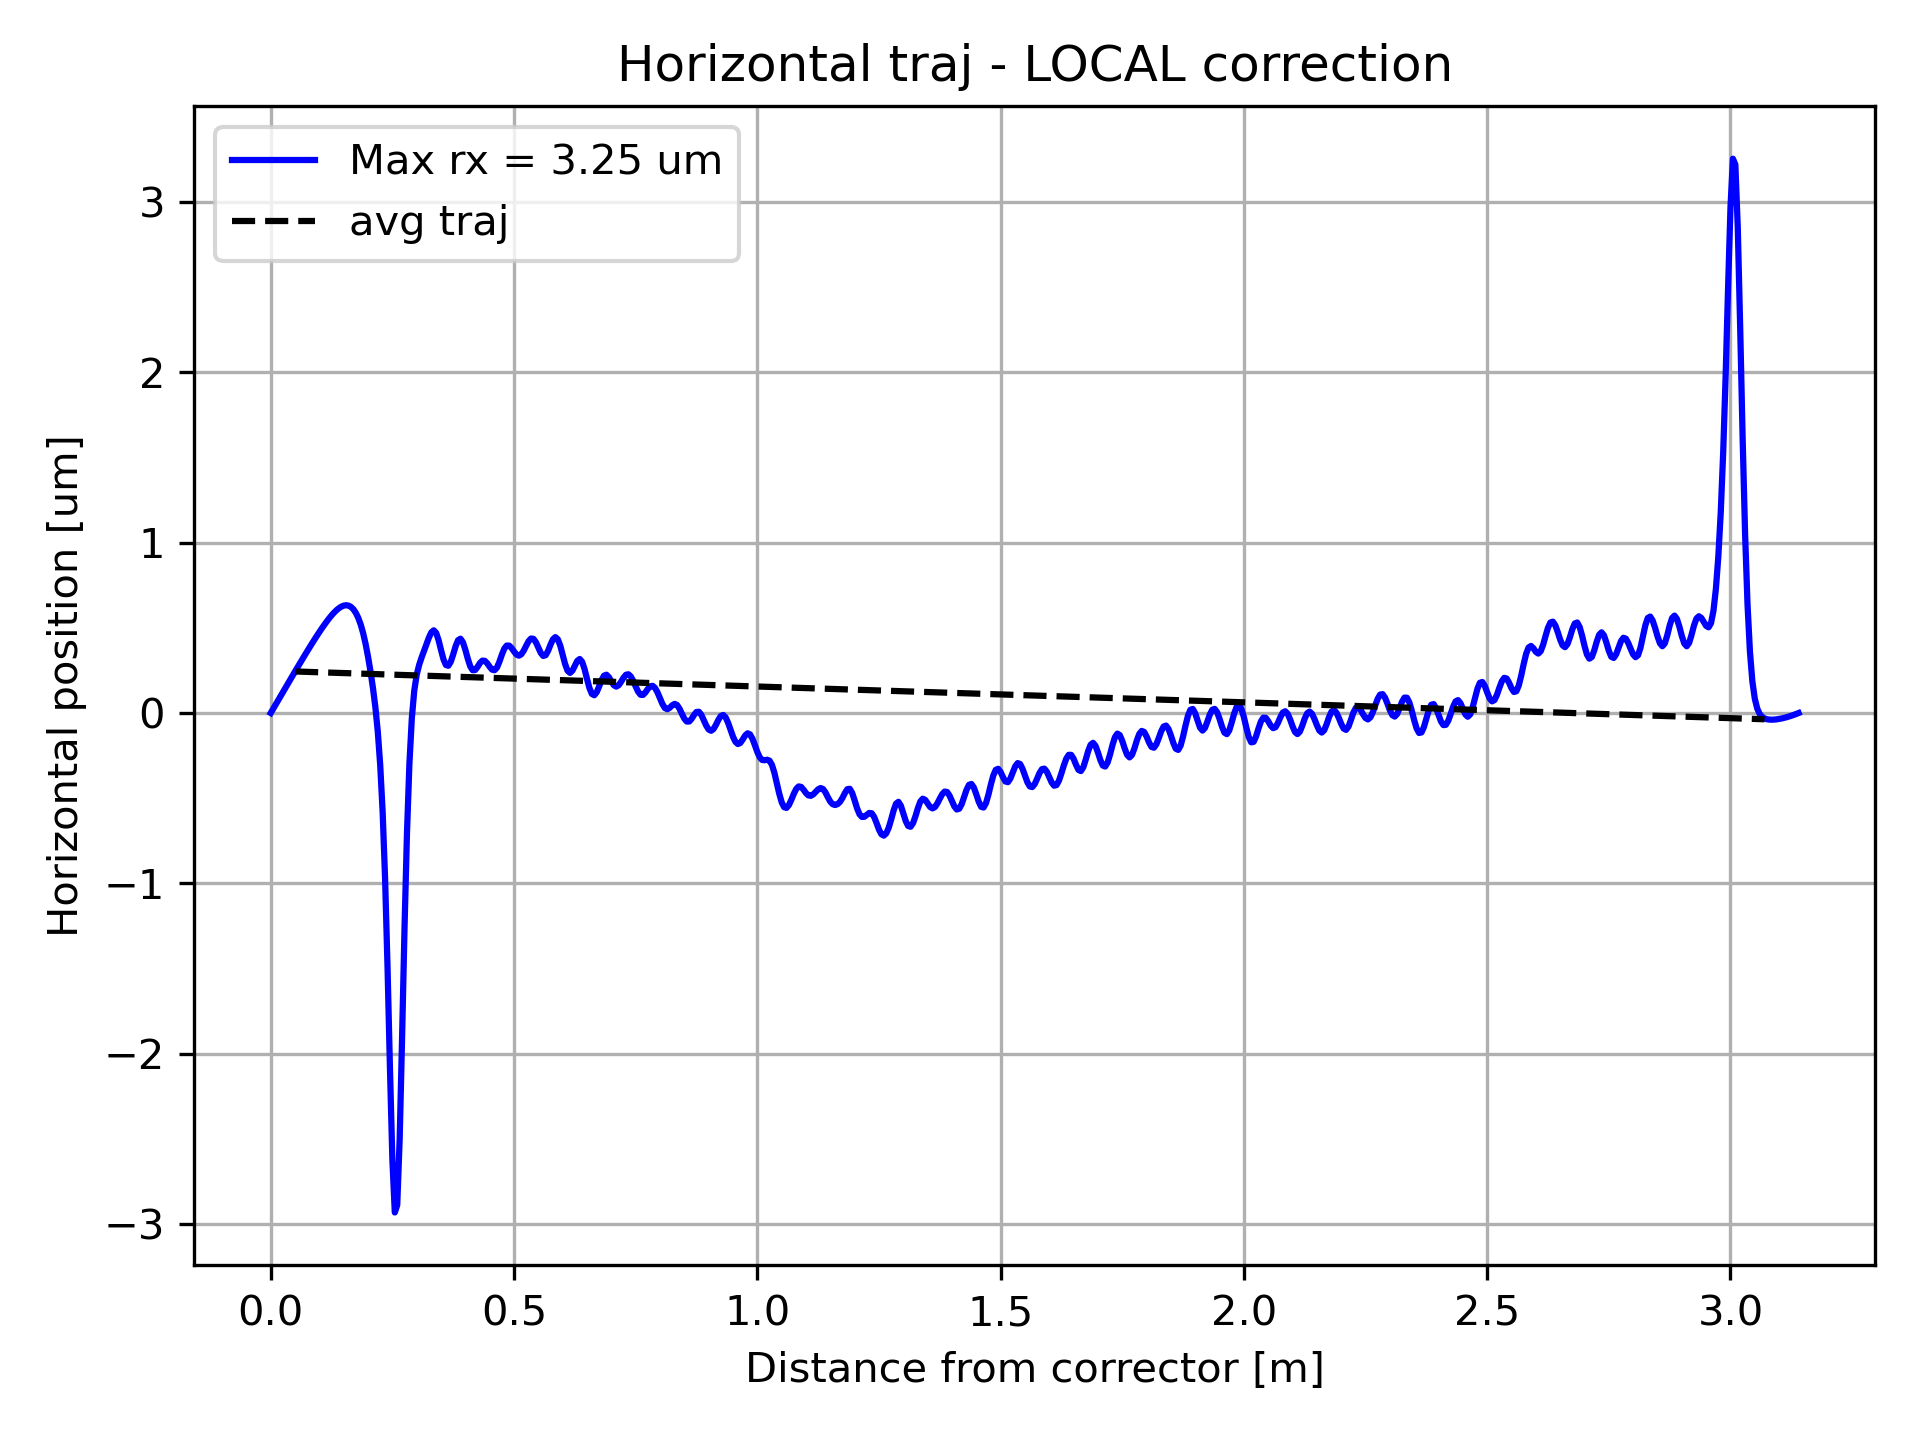 Horizontal traj - LOCAL correction
Max rx = 3.25 um
avg traj
Horizontal position [um]
3
2
1
0
−1
−2
−3
0.0 0.5 1.0 1.5 2.0 2.5 3.0
Distance from corrector [m]